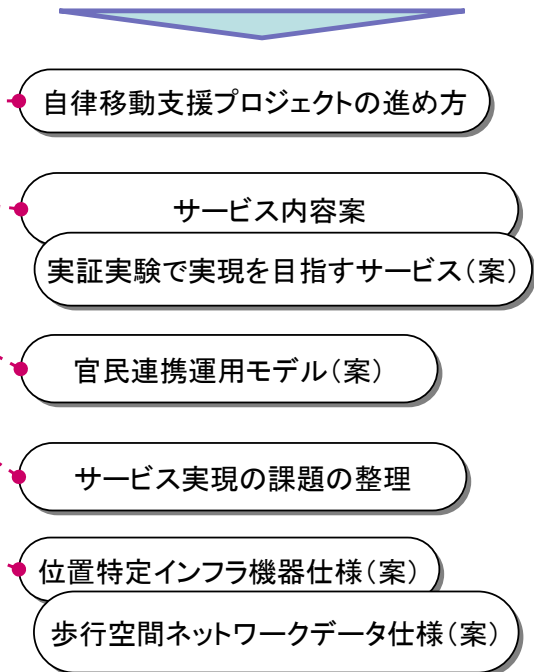 自律移動支援プロジェクトの進め方
サービス内容案
実証実験で実現を目指すサービス（案）
官民連携運用モデル（案）
サービス実現の課題の整理
位置特定インフラ機器仕様（案）
歩行空間ネットワークデータ仕様（案）